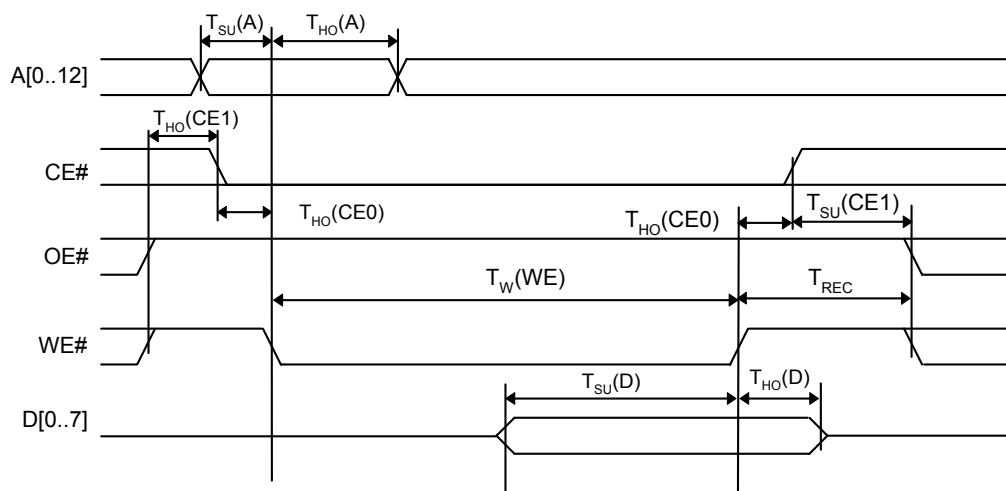 T_SU(A) T_HO(A)
A[0..12]
T_HO(CE1)
CE#
T_HO(CE0) T_HO(CE0) T_SU(CE1)
OE#
T_W(WE) T_REC
WE#
T_SU(D) T_HO(D)
D[0..7]